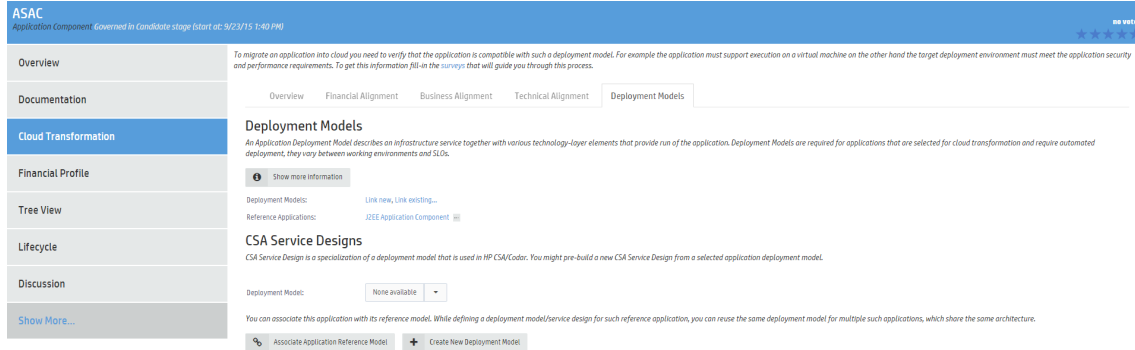 ASAC
Application Component Governed in Candidate stage (start at: 9/23/15 1:40 PM)
no vot
Overview
Documentation
Cloud Transformation
Financial Profile
Tree View
Lifecycle
Discussion
Show More...
To migrate an application into cloud you need to verify that the application is compatible with such a deployment model. For example the application must support execution on a virtual machine on the other hand the target deployment environment must meet the application security
and performance requirements. To get this information fill-in the surveys that will guide you through this process.
Overview Financial Alignment Business Alignment Technical Alignment Deployment Models
Deployment Models
An Application Deployment Model describes an infrastructure service together with various technology-layer elements that provide run of the application. Deployment Models are required for applications that are selected for cloud transformation and require automated
deployment, they vary between working environments and SLOs.
Show more information
Deployment Models: Link new, Link existing...
Reference Applications: J2EE Application Component ...
CSA Service Designs
CSA Service Design is a specialization of a deployment model that is used in HP CSA/Codar. You might pre-build a new CSA Service Design from a selected application deployment model.
Deployment Model: None available
You can associate this application with its reference model. While defining a deployment model/service design for such reference application, you can reuse the same deployment model for multiple such applications, which share the same architecture.
Associate Application Reference Model Create New Deployment Model